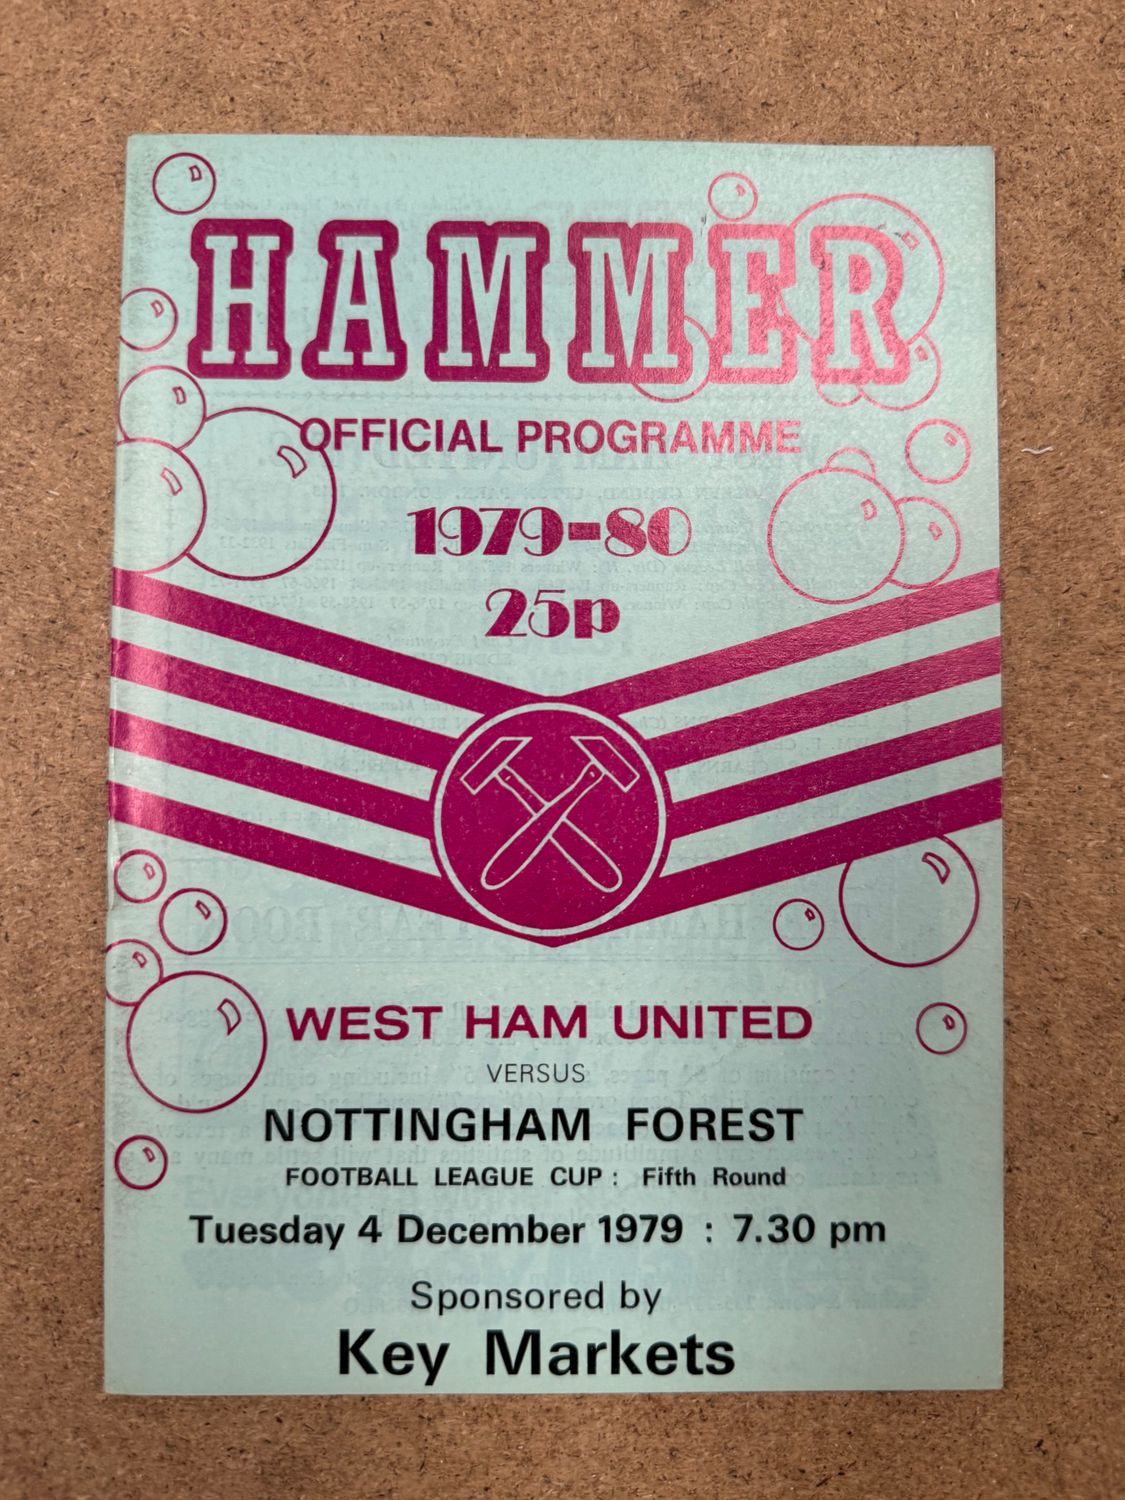 HAMMER
OFFICIAL PROGRAMME
1979-80
25p
WEST HAM UNITED
VERSUS
NOTTINGHAM FOREST
FOOTBALL LEAGUE CUP : Fifth Round
Tuesday 4 December 1979 : 7.30 pm
Sponsored by
Key Markets